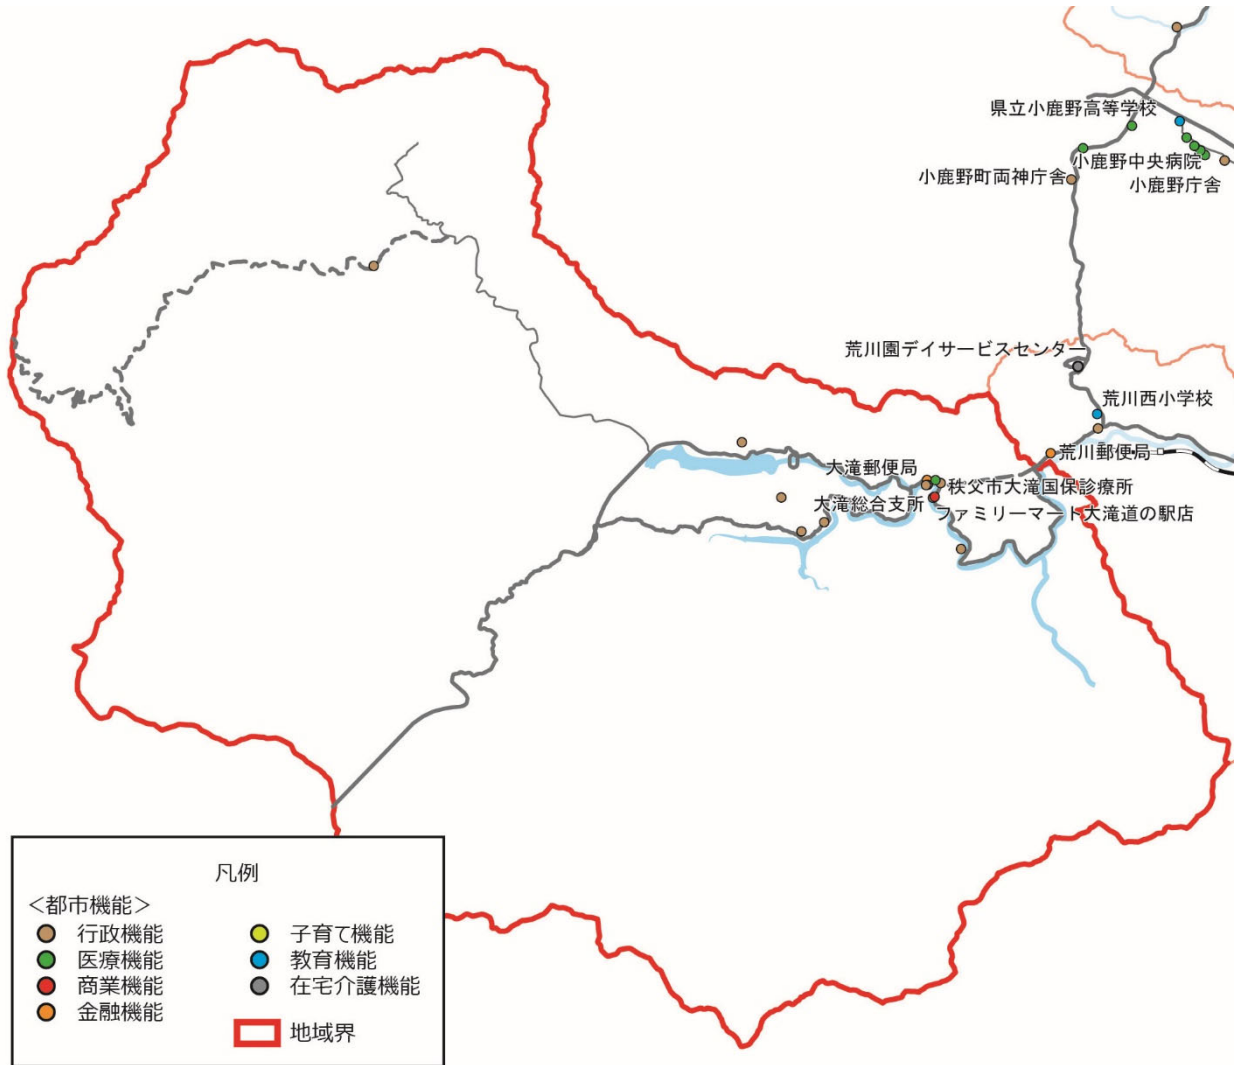 県立小鹿野高等学校
小鹿野中央病院
小鹿野町両神庁舎
小鹿野庁舎
荒川園デイサービスセンター
荒川西小学校
荒川郵便局
大滝郵便局
秩父市大滝国保診療所
大滝総合支所
ファミリーマート大滝道の駅店
凡例
<都市機能>
行政機能
医療機能
商業機能
金融機能
子育て機能
教育機能
在宅介護機能
地域界